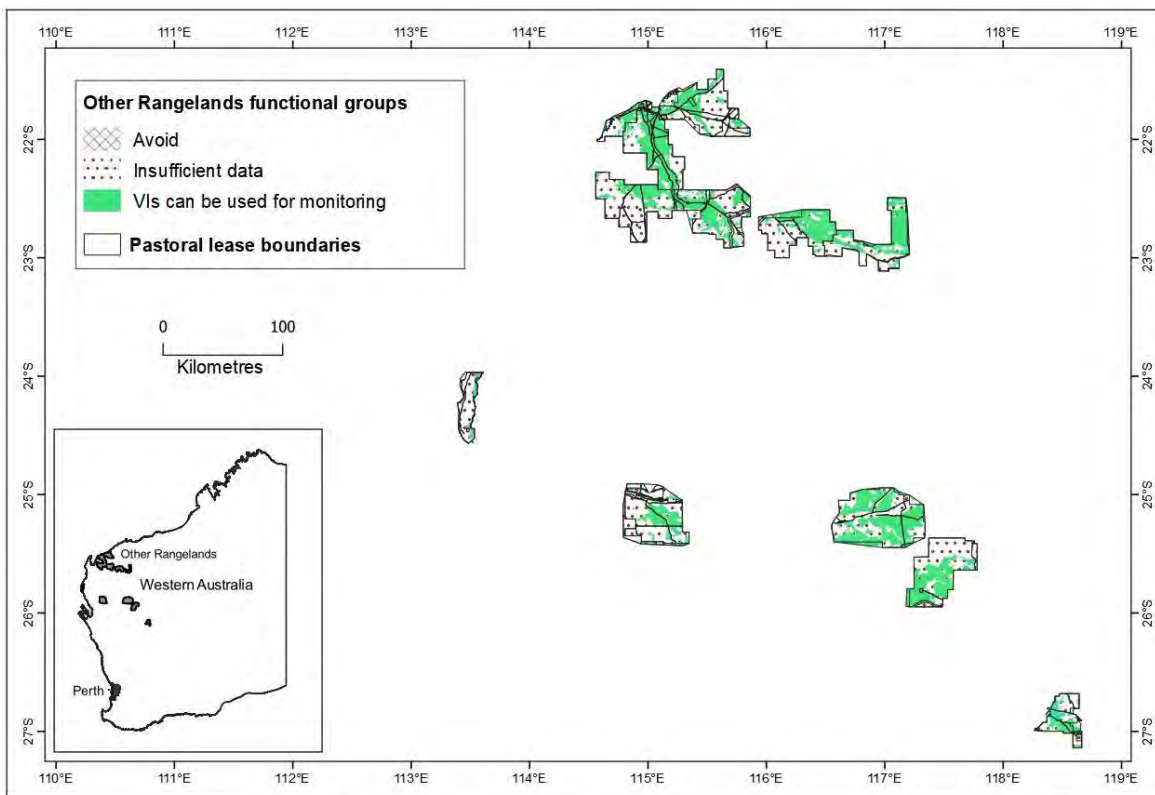 110°E 111°E 112°E 113°E 114°E 115°E 116°E 117°E 118°E 119°E
Other Rangelands functional groups
Avoid
Insufficient data
VIs can be used for monitoring
Pastoral lease boundaries
22°S 22°S
23°S 23°S
0 100
Kilometres
24°S 24°S
25°S 25°S
Other Rangelands
Western Australia
26°S 26°S
Perth
27°S 27°S
110°E 111°E 112°E 113°E 114°E 115°E 116°E 117°E 118°E 119°E